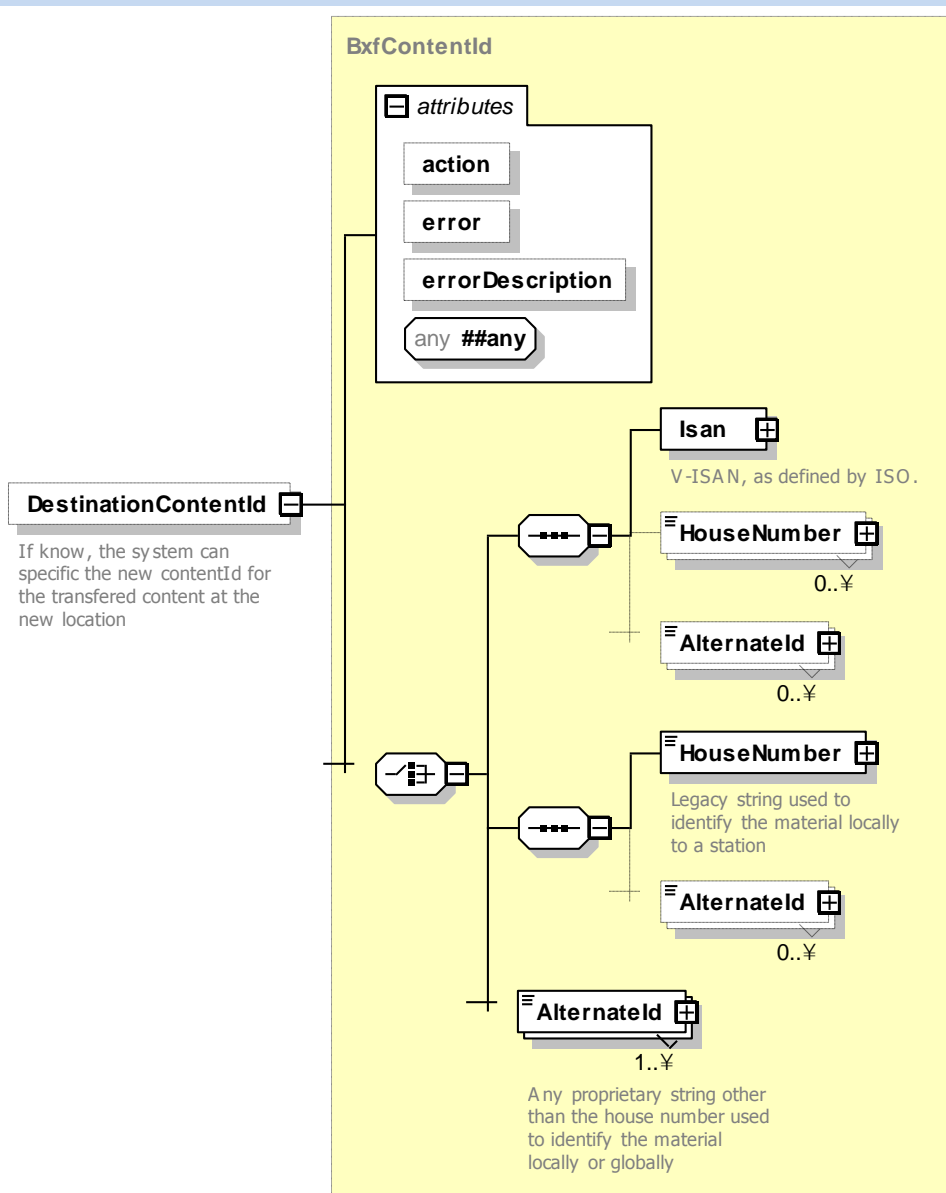 BxfContentId
attributes
action
error
errorDescription
any ##any
DestinationContentId
If know, the system can
specific the new contentId for
the transfered content at the
new location
Isan
V-ISAN, as defined by ISO.
HouseNumber
0..¥
AlternateId
0..¥
HouseNumber
Legacy string used to
identify the material locally
to a station
AlternateId
0..¥
AlternateId
1..¥
Any proprietary string other
than the house number used
to identify the material
locally or globally